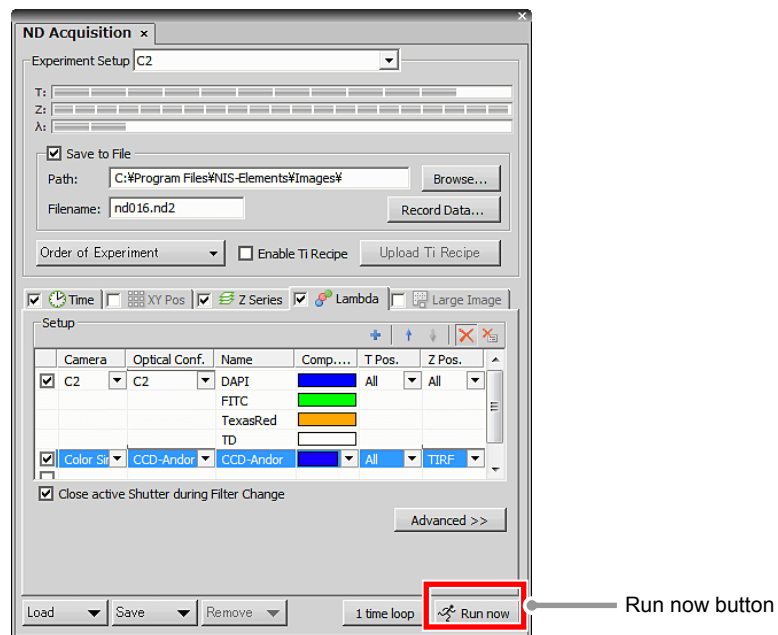 ND Acquisition ×
Experiment Setup C2
T:
Z:
λ:
Save to File
Path: C:¥Program Files¥NIS-Elements¥Images¥ Browse...
Filename: nd016.nd2 Record Data...
Order of Experiment Enable Ti Recipe Upload Ti Recipe
Time XY Pos Z Series Lambda Large Image
Setup
Camera Optical Conf. Name Comp.... T Pos. Z Pos.
C2 C2 DAPI All All
FITC
TexasRed
TD
Color Sir CCD-Andor CCD-Andor All TIRF
Close active Shutter during Filter Change
Advanced >>
Load Save Remove 1 time loop Run now
Run now button